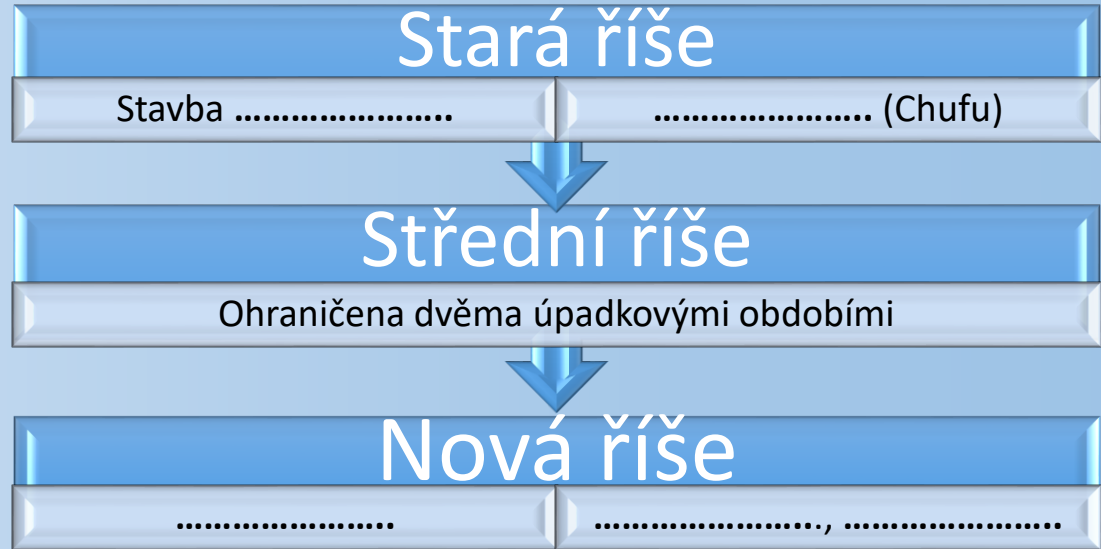 Stará říše
Stavba …………………..
………………….. (Chufu)
Střední říše
Ohraničena dvěma úpadkovými obdobími
Nová říše
…………………..
…………………..., …………………..